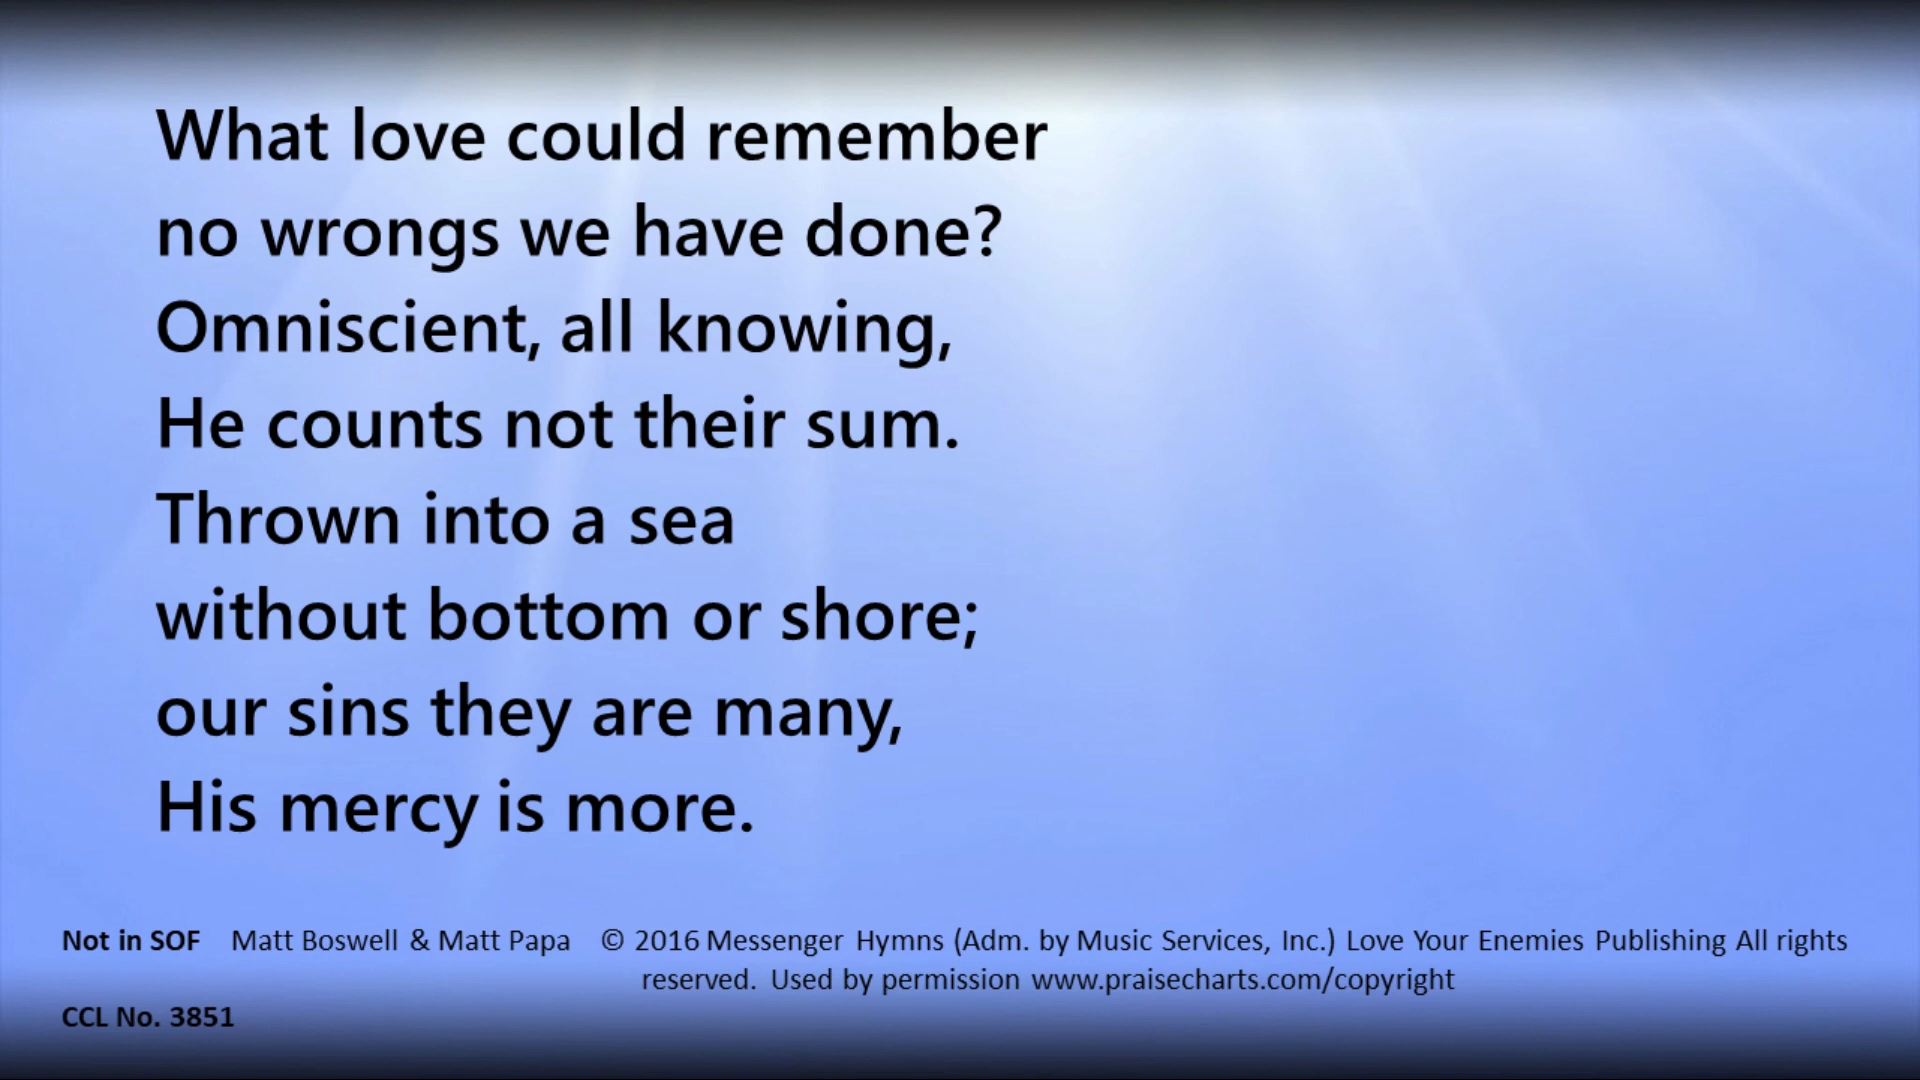 What love could remember
no wrongs we have done?
Omniscient, all knowing,
He counts not their sum.
Thrown into a sea
without bottom or shore;
our sins they are many,
His mercy is more.
Not in SOF Matt Boswell & Matt Papa © 2016 Messenger Hymns (Adm. by Music Services, Inc.) Love Your Enemies Publishing All rights
reserved. Used by permission www.praisecharts.com/copyright
CCL No. 3851